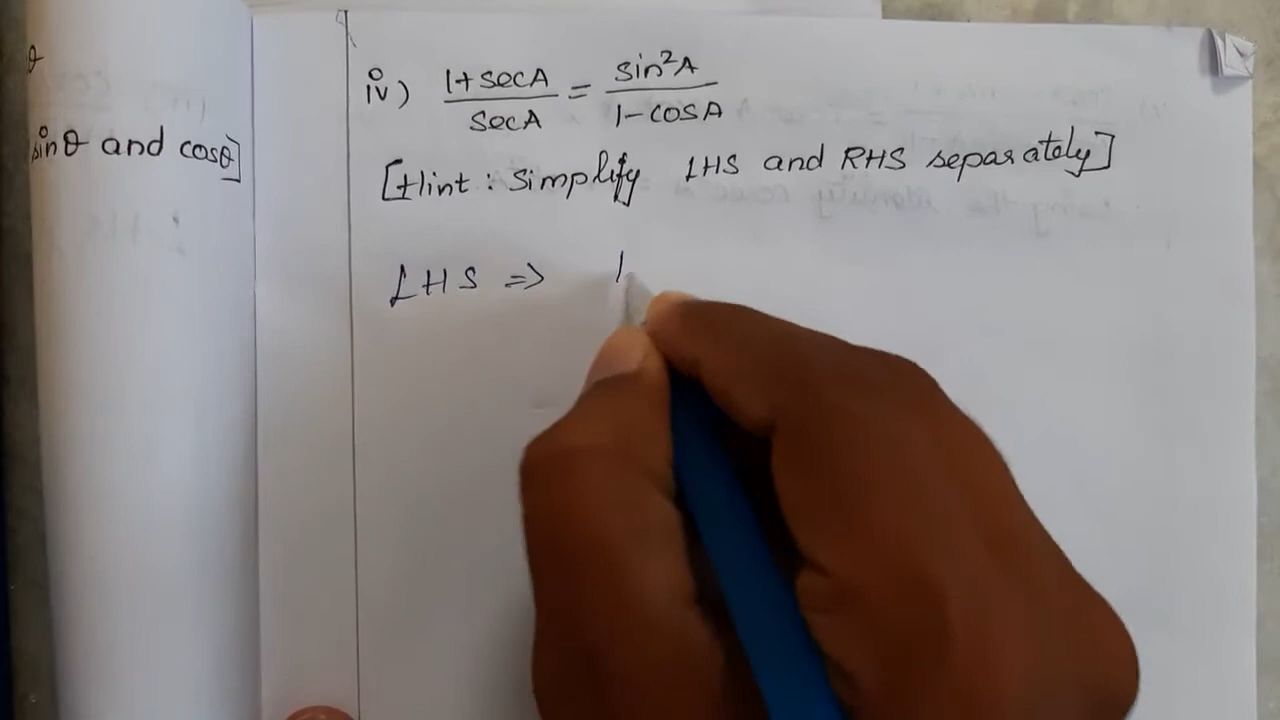 θ
sinθ and cosθ]
iv) (1+secA)/(secA) = (sin²A)/(1-cosA)
[Hint : Simplify LHS and RHS separately]
LHS => 1